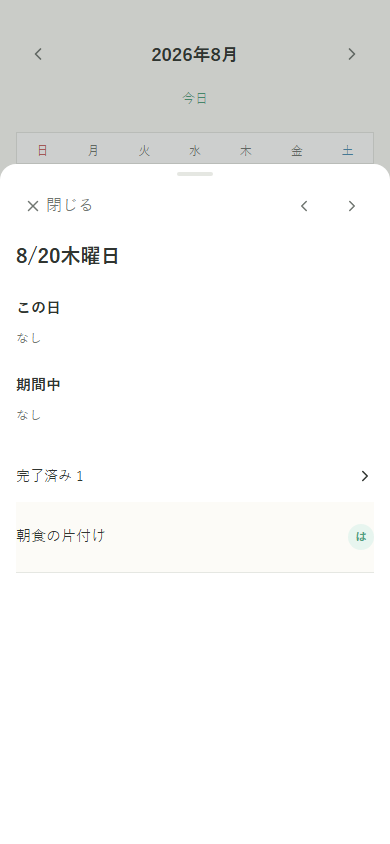 2026年8月
今日
日 月 火 水 木 金 土
閉じる
8/20木曜日
この日
なし
期間中
なし
完了済み 1
朝食の片付け
は